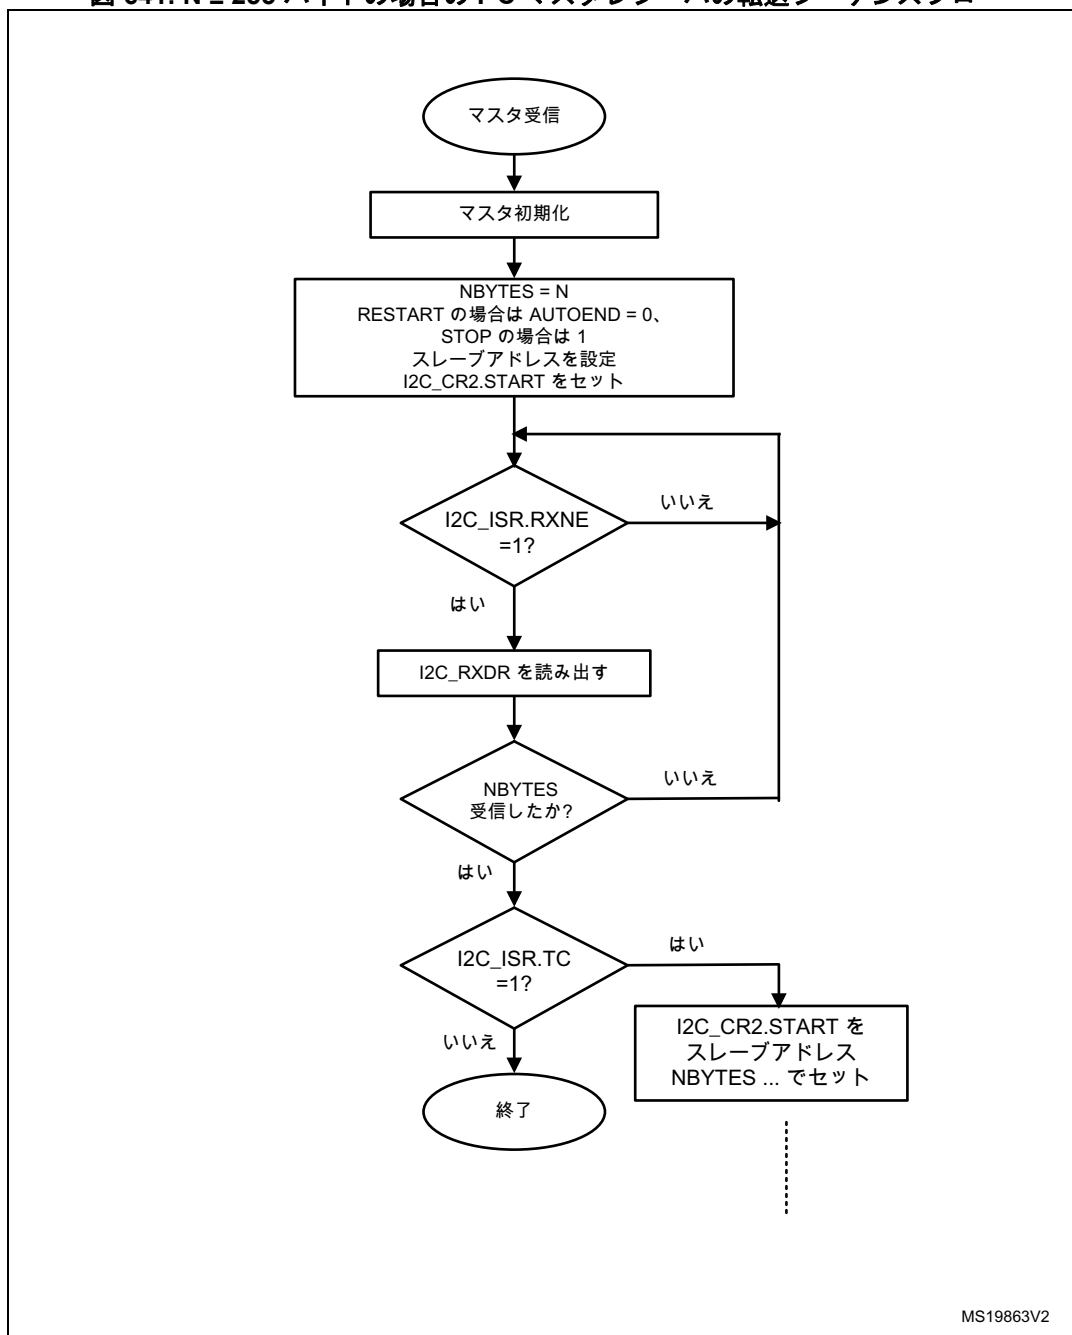 マスタ受信
マスタ初期化
NBYTES = N
RESTART の場合は AUTOEND = 0、
STOP の場合は 1
スレーブアドレスを設定
I2C_CR2.START をセット
I2C_ISR.RXNE
=1?
いいえ
はい
I2C_RXDR を読み出す
NBYTES
受信したか?
いいえ
はい
I2C_ISR.TC
=1?
はい
いいえ
I2C_CR2.START を
スレーブアドレス
NBYTES ... でセット
終了
MS19863V2